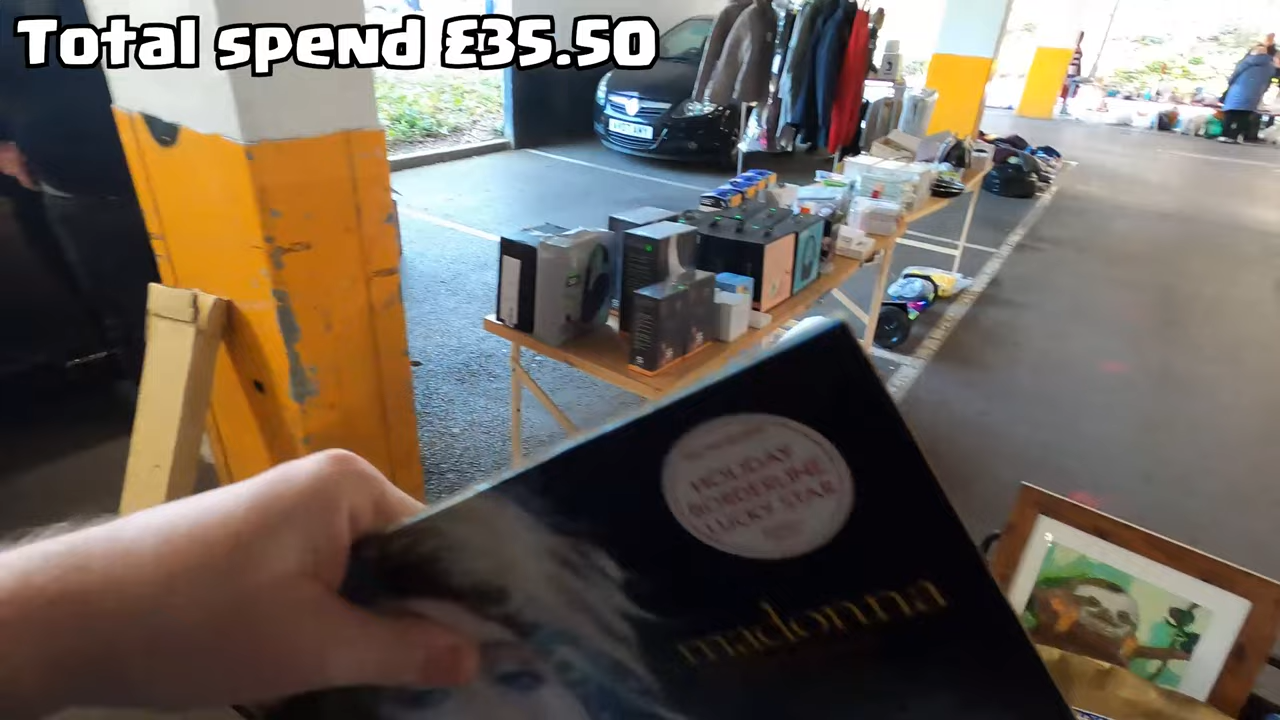 Total spend £35.50
HOLIDAY
BORDERLINE
LUCKY STAR
madonna